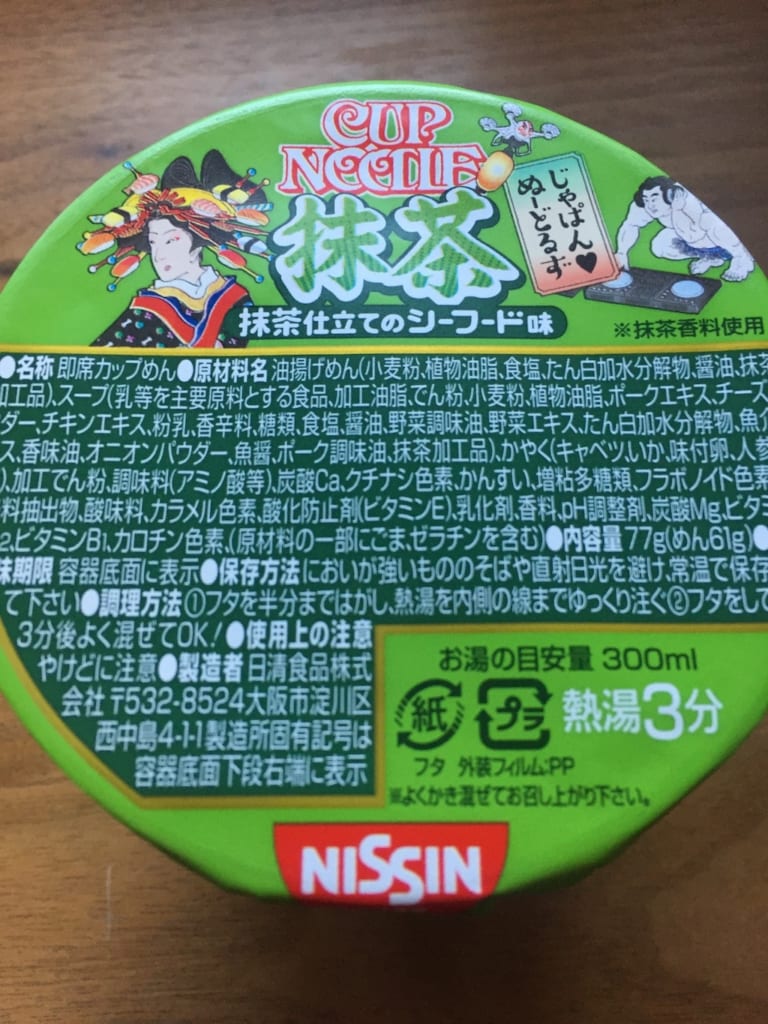 CUP
NOODLE
抹茶
じゃぱん♥
ぬーどるず
抹茶仕立てのシーフード味
※抹茶香料使用
●名称 即席カップめん●原材料名 油揚げめん(小麦粉、植物油脂、食塩、たん白加水分解物、醤油、抹茶
加工品)、スープ(乳等を主要原料とする食品、加工油脂、でん粉、小麦粉、植物油脂、ポークエキス、チーズ
ダー、チキンエキス、粉乳、香辛料、糖類、食塩、醤油、野菜調味油、野菜エキス、たん白加水分解物、魚介
ス、香味油、オニオンパウダー、魚醤、ポーク調味油、抹茶加工品)、かやく(キャベツ、いか、味付卵、人参
)、加工でん粉、調味料(アミノ酸等)、炭酸Ca、クチナシ色素、かんすい、増粘多糖類、フラボノイド色素
料抽出物、酸味料、カラメル色素、酸化防止剤(ビタミンE)、乳化剤、香料、pH調整剤、炭酸Mg、ビタミ
2、ビタミンB1、カロチン色素、(原材料の一部にごま、ゼラチンを含む)●内容量 77g(めん61g)●
味期限 容器底面に表示●保存方法 においが強いもののそばや直射日光を避け、常温で保存
て下さい●調理方法 ①フタを半分まではがし、熱湯を内側の線までゆっくり注ぐ②フタをして
3分後よく混ぜてOK!●使用上の注意
やけどに注意●製造者 日清食品株式
会社 〒532-8524大阪市淀川区
西中島4-1-1製造所固有記号は
容器底面下段右端に表示
お湯の目安量 300ml
紙
プラ
熱湯3分
フタ 外装フィルム:PP
※よくかき混ぜてお召し上がり下さい。
NISSIN